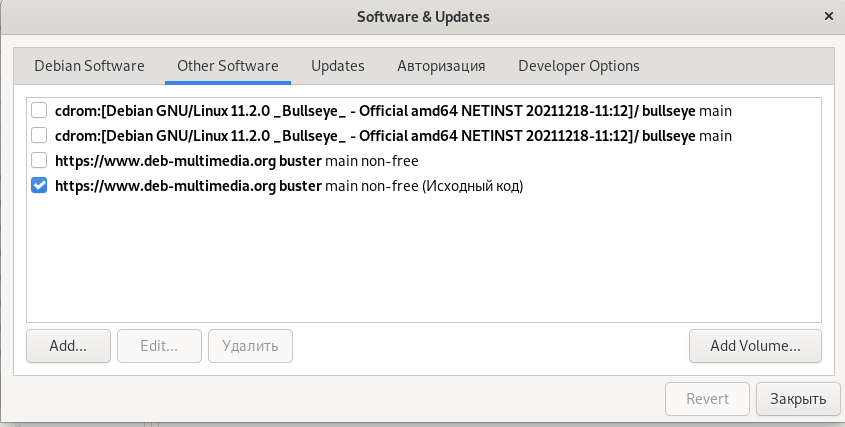 Software & Updates
Debian Software Other Software Updates Авторизация Developer Options
cdrom:[Debian GNU/Linux 11.2.0 _Bullseye_ - Official amd64 NETINST 20211218-11:12]/ bullseye main
cdrom:[Debian GNU/Linux 11.2.0 _Bullseye_ - Official amd64 NETINST 20211218-11:12]/ bullseye main
https://www.deb-multimedia.org buster main non-free
https://www.deb-multimedia.org buster main non-free (Исходный код)
Add... Edit... Удалить Add Volume...
Revert Закрыть